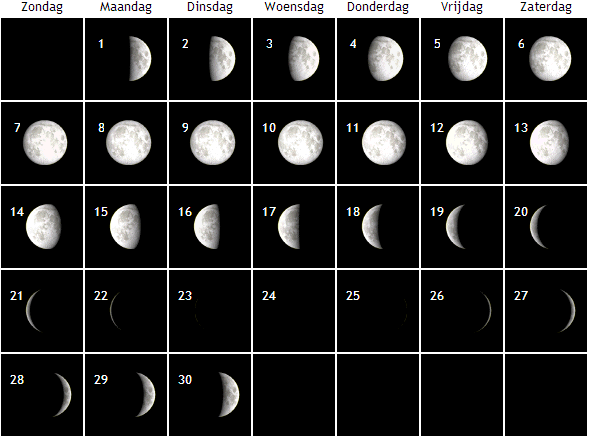 Zondag Maandag Dinsdag Woensdag Donderdag Vrijdag Zaterdag
1 2 3 4 5 6
7 8 9 10 11 12 13
14 15 16 17 18 19 20
21 22 23 24 25 26 27
28 29 30